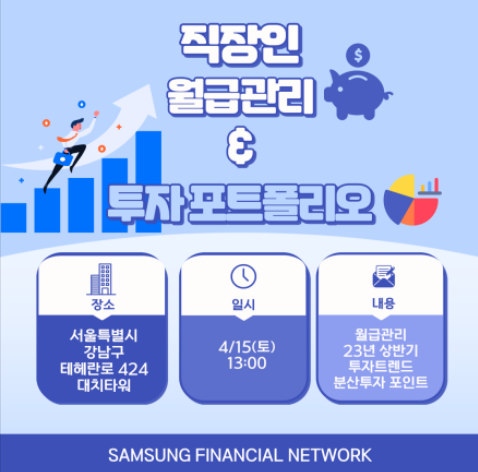 직장인
월급관리
&
투자 포트폴리오
$
장소
서울특별시
강남구
테헤란로 424
대치타워
일시
4/15(토)
13:00
내용
월급관리
23년 상반기
투자트렌드
분산투자 포인트
SAMSUNG FINANCIAL NETWORK